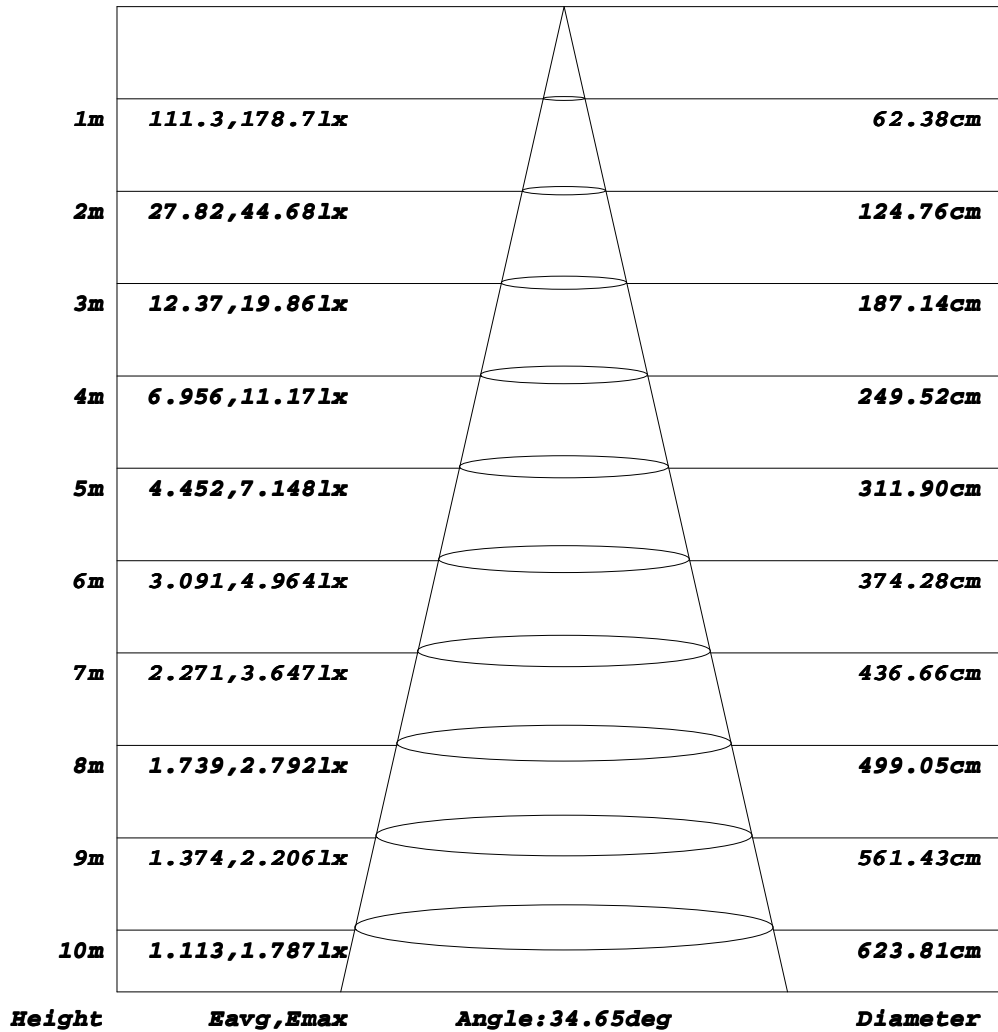 1m 111.3,178.7lx 62.38cm
2m 27.82,44.68lx 124.76cm
3m 12.37,19.86lx 187.14cm
4m 6.956,11.17lx 249.52cm
5m 4.452,7.148lx 311.90cm
6m 3.091,4.964lx 374.28cm
7m 2.271,3.647lx 436.66cm
8m 1.739,2.792lx 499.05cm
9m 1.374,2.206lx 561.43cm
10m 1.113,1.787lx 623.81cm
Height Eavg,Emax Angle:34.65deg Diameter